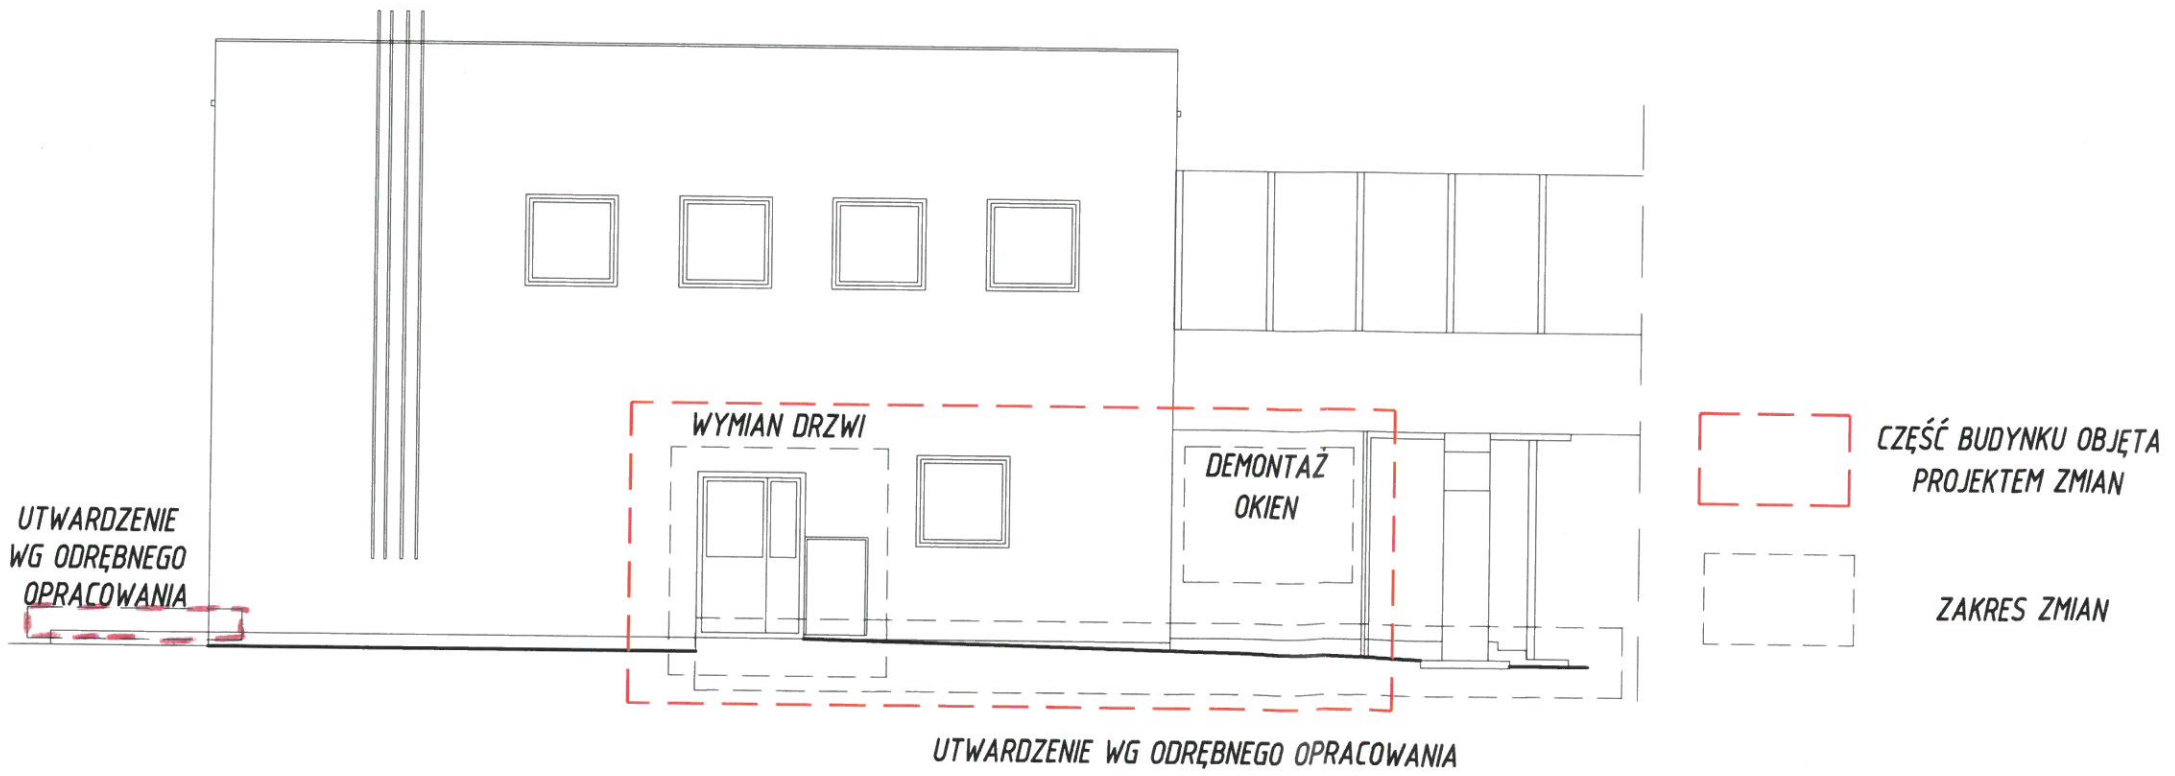 WYMIAN DRZWI
DEMONTAŻ
OKIEN
UTWARDZENIE
WG ODRĘBNEGO
OPRACOWANIA
CZĘŚĆ BUDYNKU OBJĘTA
PROJEKTEM ZMIAN
ZAKRES ZMIAN
UTWARDZENIE WG ODRĘBNEGO OPRACOWANIA